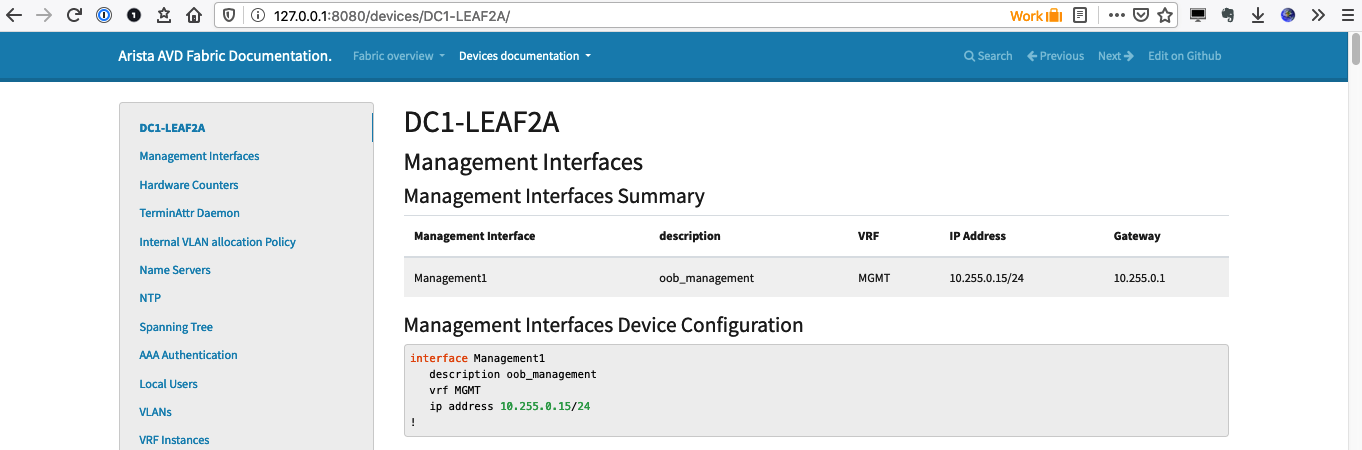 127.0.0.1:8080/devices/DC1-LEAF2A/
Work
Arista AVD Fabric Documentation. Fabric overview Devices documentation Search Previous Next Edit on Github
DC1-LEAF2A
Management Interfaces
Hardware Counters
TerminAttr Daemon
Internal VLAN allocation Policy
Name Servers
NTP
Spanning Tree
AAA Authentication
Local Users
VLANs
VRF Instances
DC1-LEAF2A
Management Interfaces
Management Interfaces Summary
Management Interface description VRF IP Address Gateway
Management1 oob_management MGMT 10.255.0.15/24 10.255.0.1
Management Interfaces Device Configuration
interface Management1
description oob_management
vrf MGMT
ip address 10.255.0.15/24
!